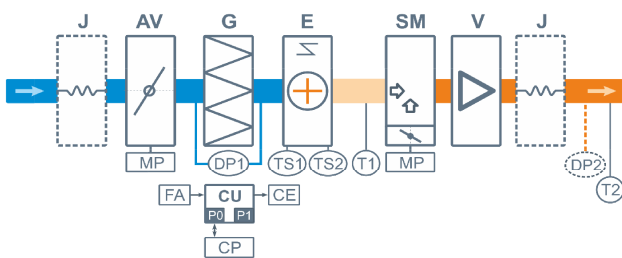 J AV G E SM V J
MP DP1 TS1 TS2 T1 MP DP2
T2
FA CU CE
P0 P1
CP